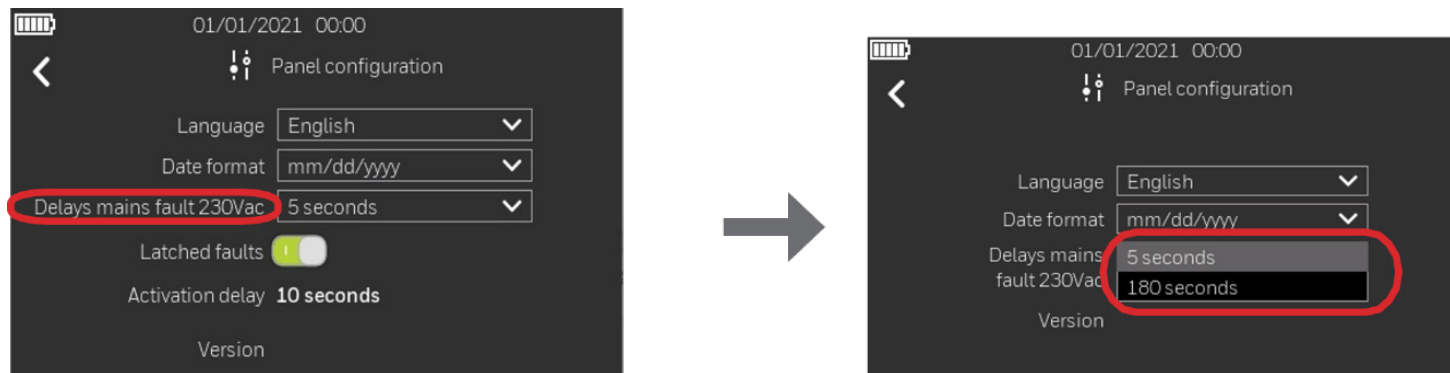 01/01/2021 00:00
Panel configuration
Language English
Date format mm/dd/yyyy
Delays mains fault 230Vac 5 seconds
Latched faults
Activation delay 10 seconds
Version
01/01/2021 00:00
Panel configuration
Language English
Date format mm/dd/yyyy
Delays mains 5 seconds
fault 230Vac 180 seconds
Version